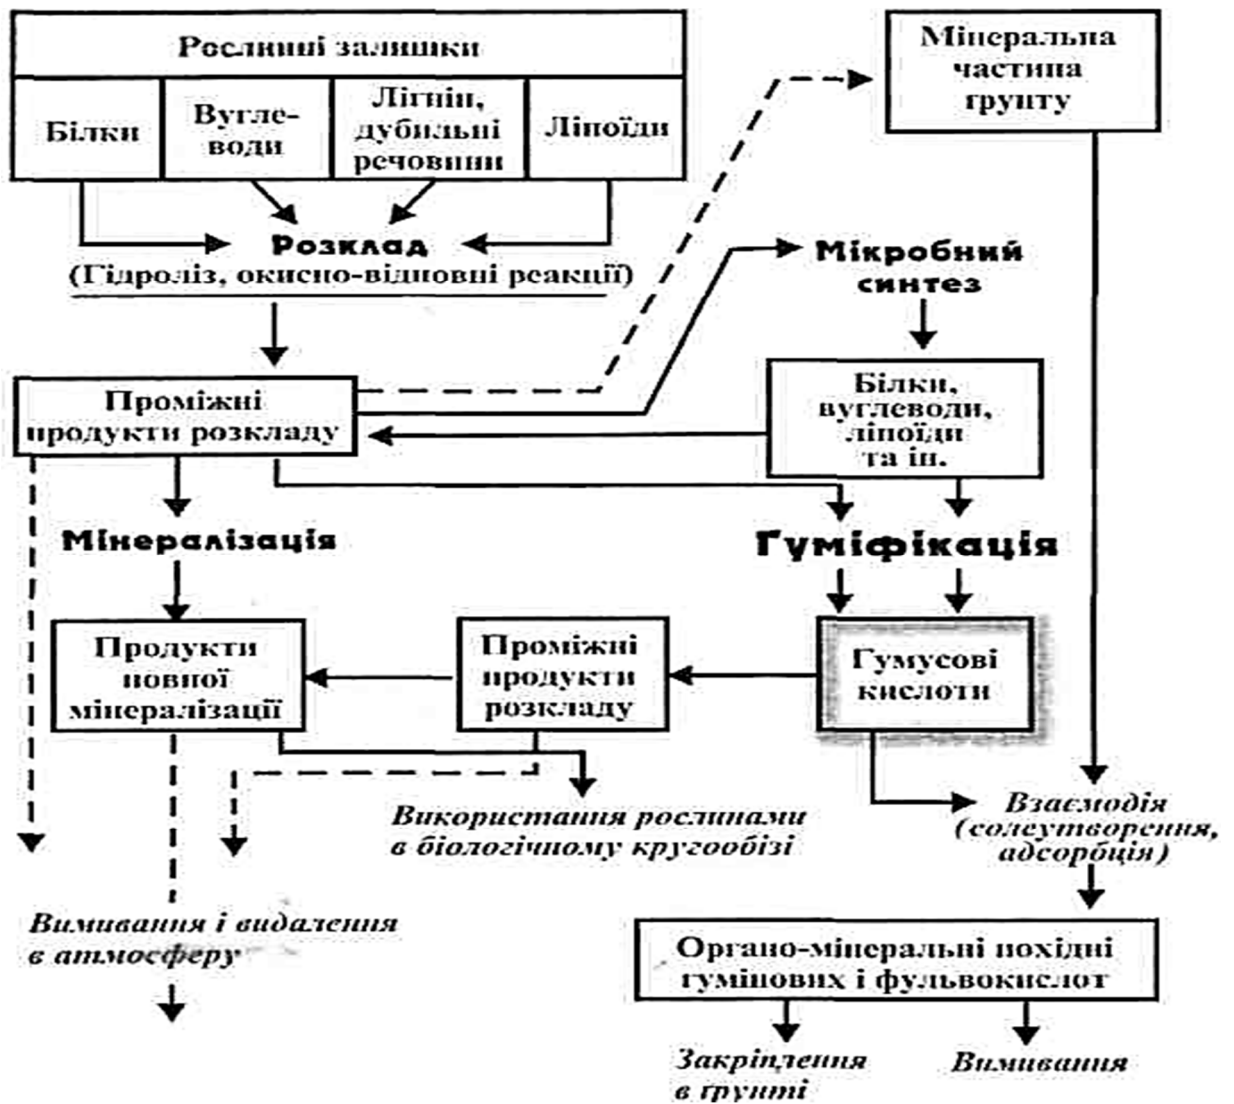 Рослинні залишки
Білки
Вугле-
води
Лігнін,
дубильні
речовини
Ліпоїди
Мінеральна
частина
ґрунту
Розклад
(Гідроліз, окисно-відновні реакції)
Мікробний
синтез
Проміжні
продукти розкладу
Білки,
вуглеводи,
ліпоїди
та ін.
Мінералізація
Гуміфікація
Продукти
повної
мінералізації
Проміжні
продукти
розкладу
Гумусові
кислоти
Використання рослинами
в біологічному кругообізі
Взаємодія
(солеутворення,
адсорбція)
Вимивання і видалення
в атмосферу
Органо-мінеральні похідні
гумінових і фульвокислот
Закріплення
в ґрунті
Вимивання